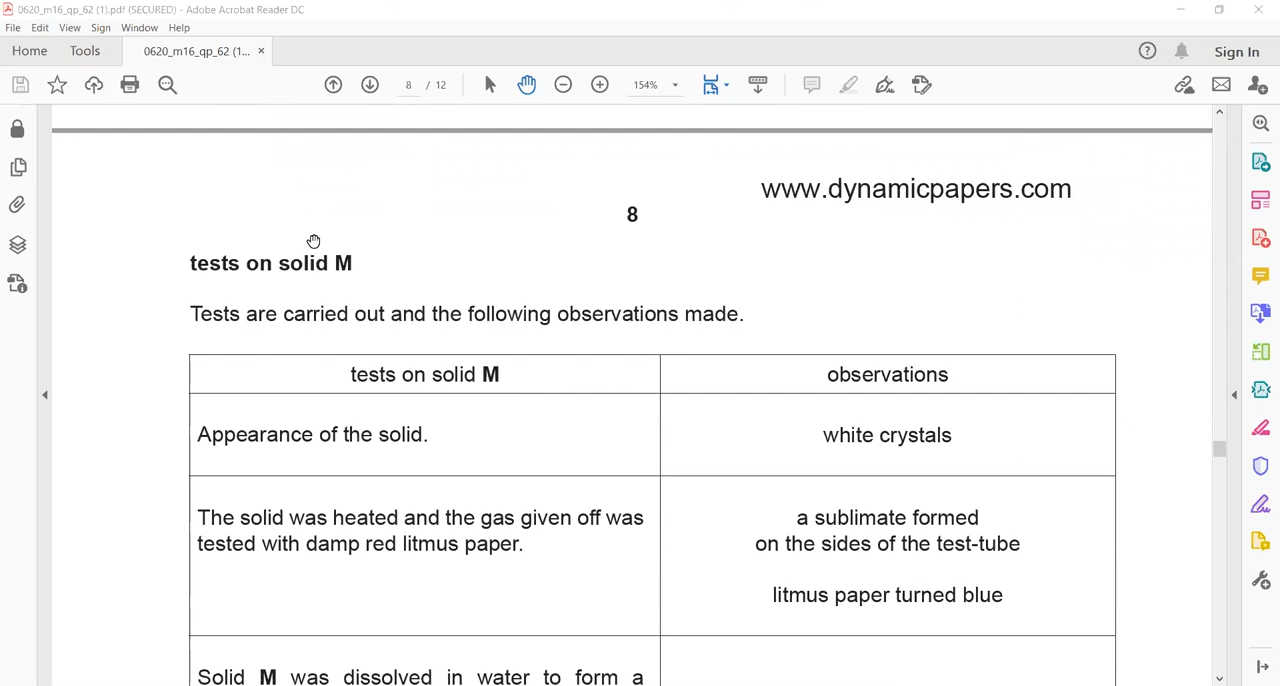 0620_m16_qp_62 (1).pdf (SECURED) - Adobe Acrobat Reader DC
File Edit View Sign Window Help
Home Tools 0620_m16_qp_62 (1... × Sign In
8 / 12 154%
www.dynamicpapers.com
8
tests on solid M
Tests are carried out and the following observations made.
tests on solid M observations
Appearance of the solid. white crystals
The solid was heated and the gas given off was a sublimate formed
tested with damp red litmus paper. on the sides of the test-tube
litmus paper turned blue
Solid M was dissolved in water to form a